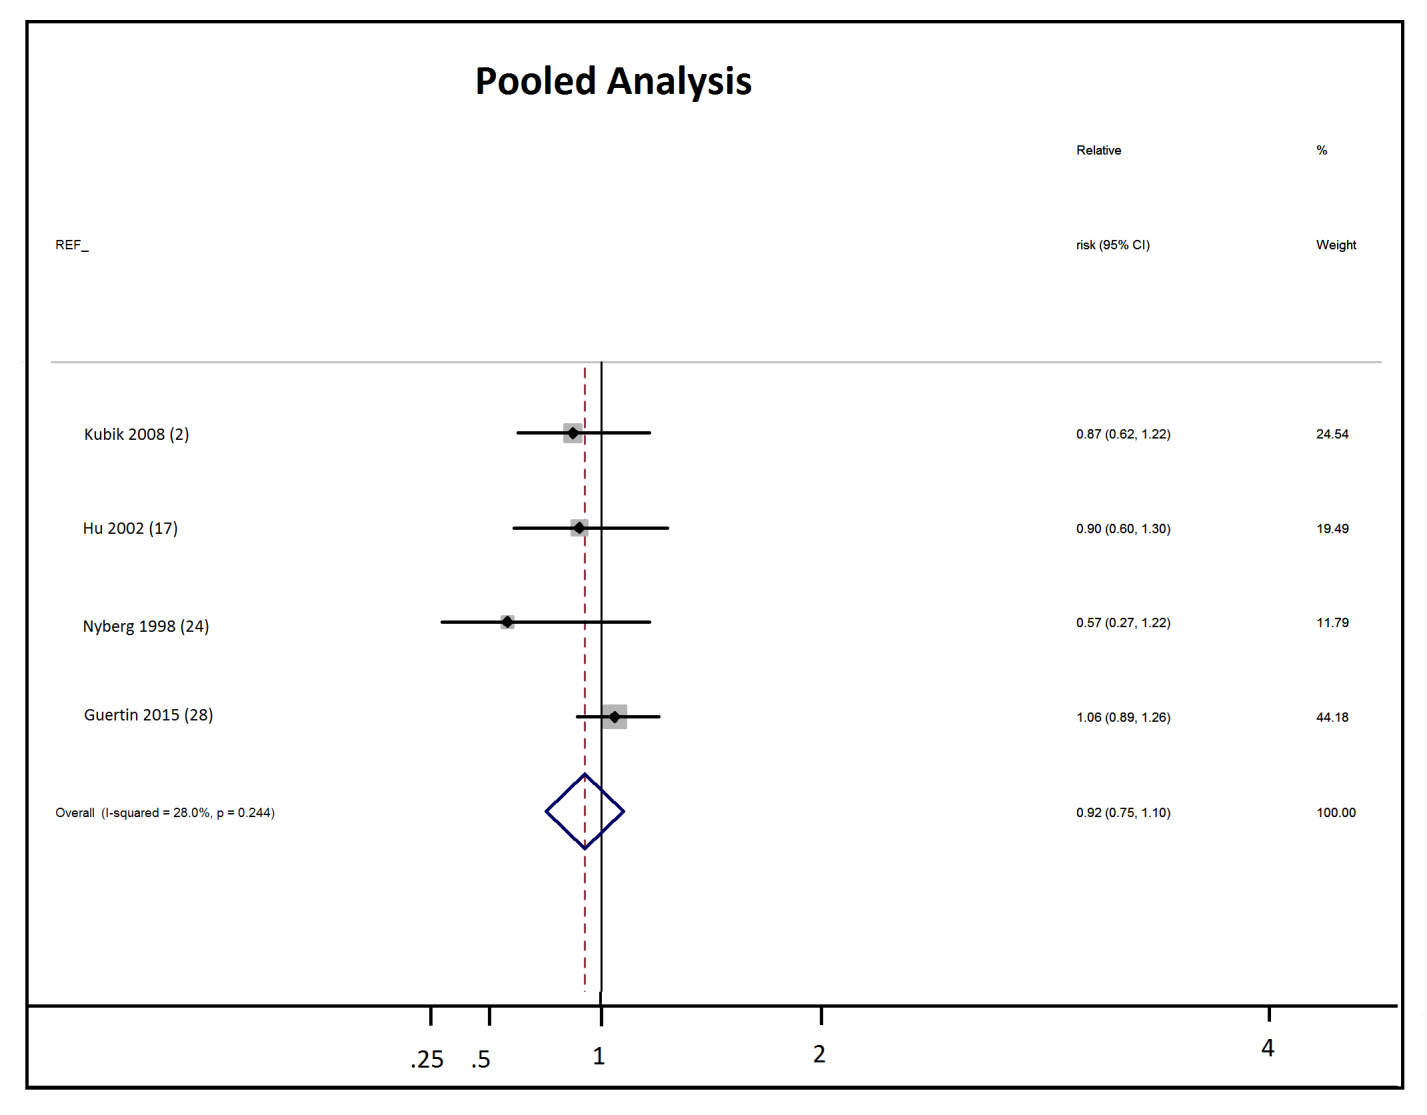 Pooled Analysis
Relative %
REF_ risk (95% CI) Weight
Kubik 2008 (2) 0.87 (0.62, 1.22) 24.54
Hu 2002 (17) 0.90 (0.60, 1.30) 19.49
Nyberg 1998 (24) 0.57 (0.27, 1.22) 11.79
Guertin 2015 (28) 1.06 (0.89, 1.26) 44.18
Overall (I-squared = 28.0%, p = 0.244) 0.92 (0.75, 1.10) 100.00
.25 .5 1 2 4